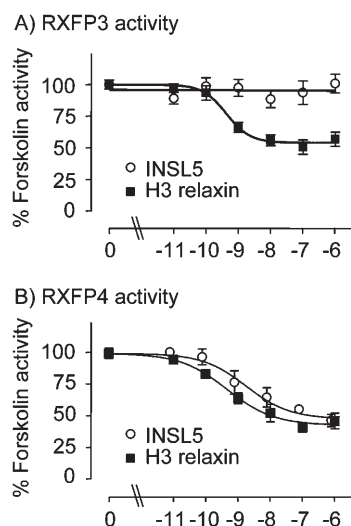 A) RXFP3 activity
% Forskolin activity
100
75
50
25
0
INSL5
H3 relaxin
0 -11 -10 -9 -8 -7 -6
B) RXFP4 activity
% Forskolin activity
100
75
50
25
0
INSL5
H3 relaxin
0 -11 -10 -9 -8 -7 -6